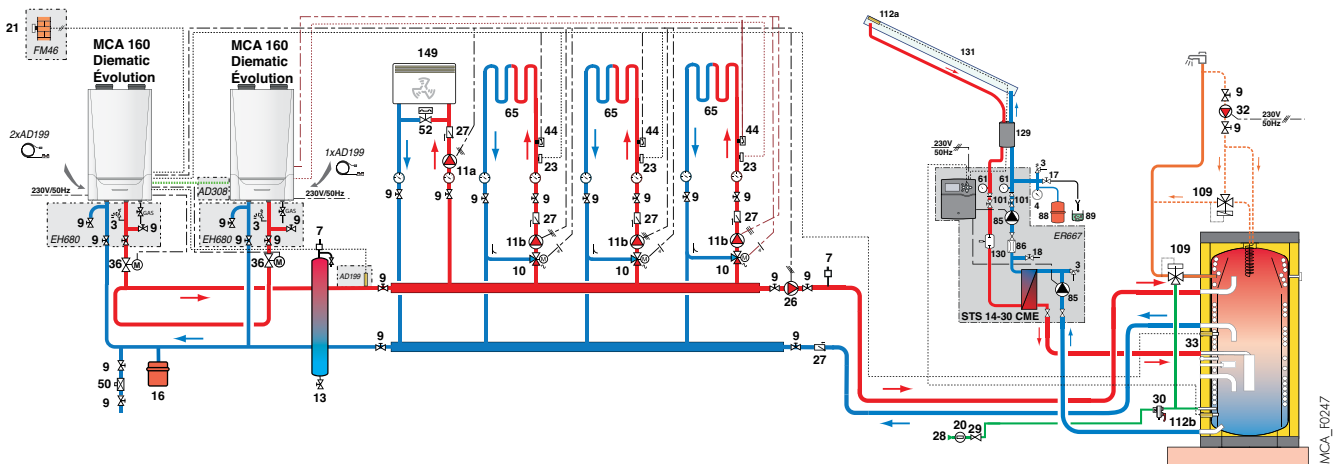 21
FM46
MCA 160
Diematic
Évolution
MCA 160
Diematic
Évolution
2xAD199
1xAD199
230V/50Hz
230V/50Hz
AD308
9
3
GAS
9
9
EH680
9
3
GAS
9
9
EH680
36
M
36
M
7
AD199
9
9
50
9
16
13
149
52
27
11a
9
9
65
44
23
9
9
27
11b
10
M
65
44
23
9
9
27
11b
10
M
65
44
23
9
9
27
11b
10
M
9
9
9
26
9
7
9
27
112a
131
129
230V
50Hz
61
61
3
17
4
101
101
88
89
85
ER667
86
130
18
3
85
STS 14-30 CME
9
32
9
230V
50Hz
109
109
33
30
112b
28
20
29
MCA_F0247